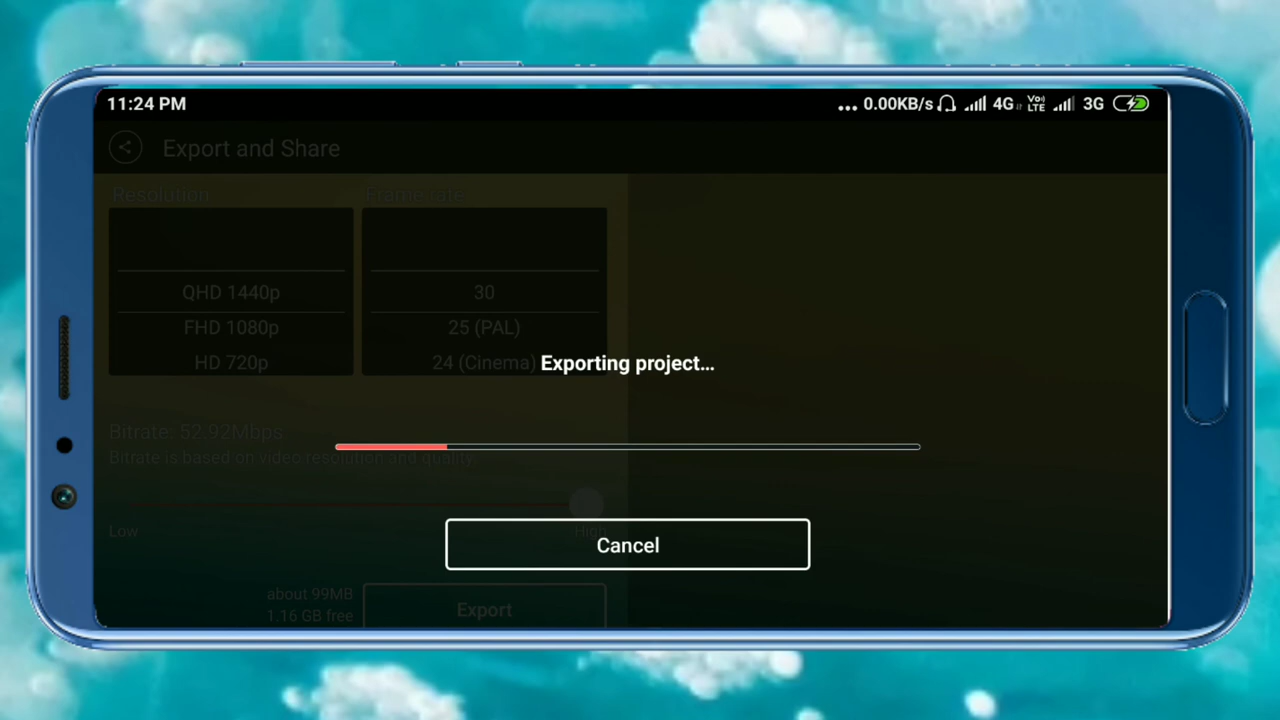 11:24 PM
... 0.00KB/s 4G Vo) LTE 3G
Export and Share
Resolution
Frame rate
QHD 1440p
30
FHD 1080p
25 (PAL)
HD 720p
24 (Cinema)
Exporting project...
Bitrate: 52.92Mbps
Bitrate is based on video resolution and quality.
Low
High
Cancel
about 99MB
1.16 GB free
Export